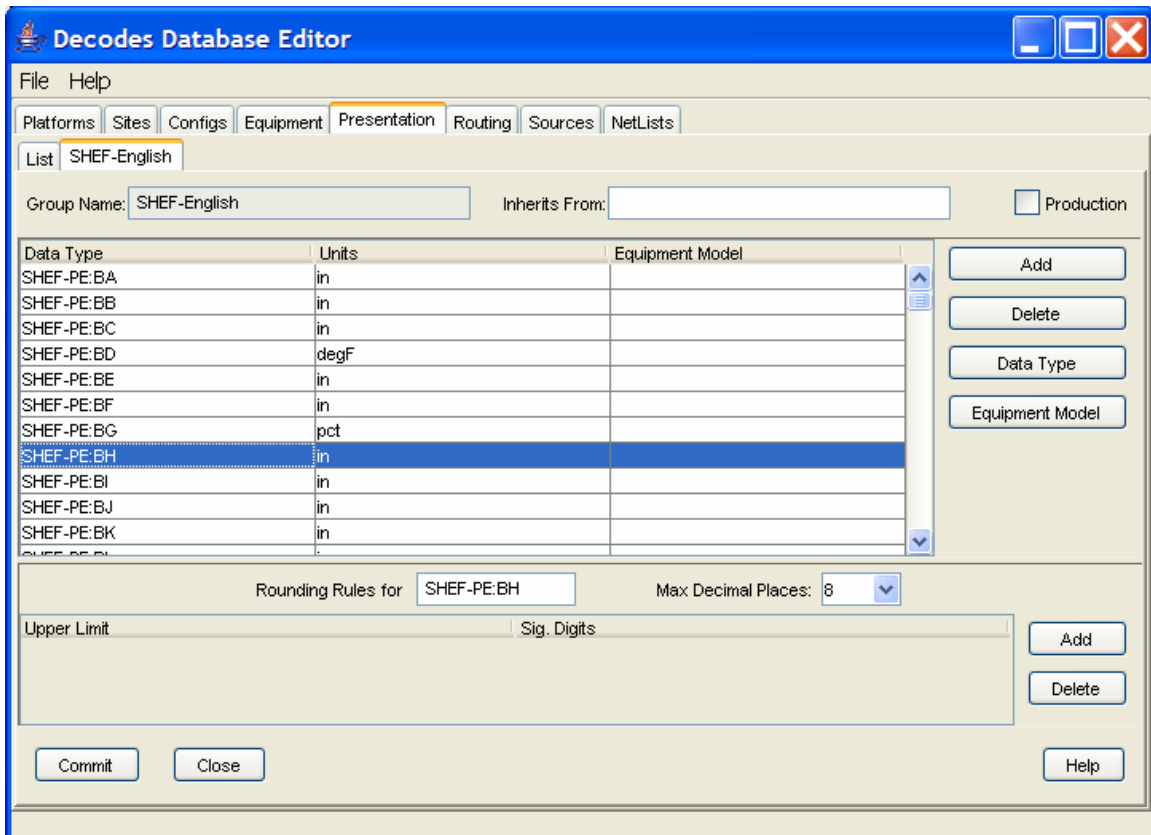 Decodes Database Editor
File Help
Platforms Sites Configs Equipment Presentation Routing Sources NetLists
List SHEF-English
Group Name: SHEF-English Inherits From: Production
Data Type Units Equipment Model
SHEF-PE:BA in
SHEF-PE:BB in
SHEF-PE:BC in
SHEF-PE:BD degF
SHEF-PE:BE in
SHEF-PE:BF in
SHEF-PE:BG pct
SHEF-PE:BH in
SHEF-PE:BI in
SHEF-PE:BJ in
SHEF-PE:BK in
Add
Delete
Data Type
Equipment Model
Rounding Rules for SHEF-PE:BH Max Decimal Places: 8
Upper Limit Sig. Digits
Add
Delete
Commit Close Help